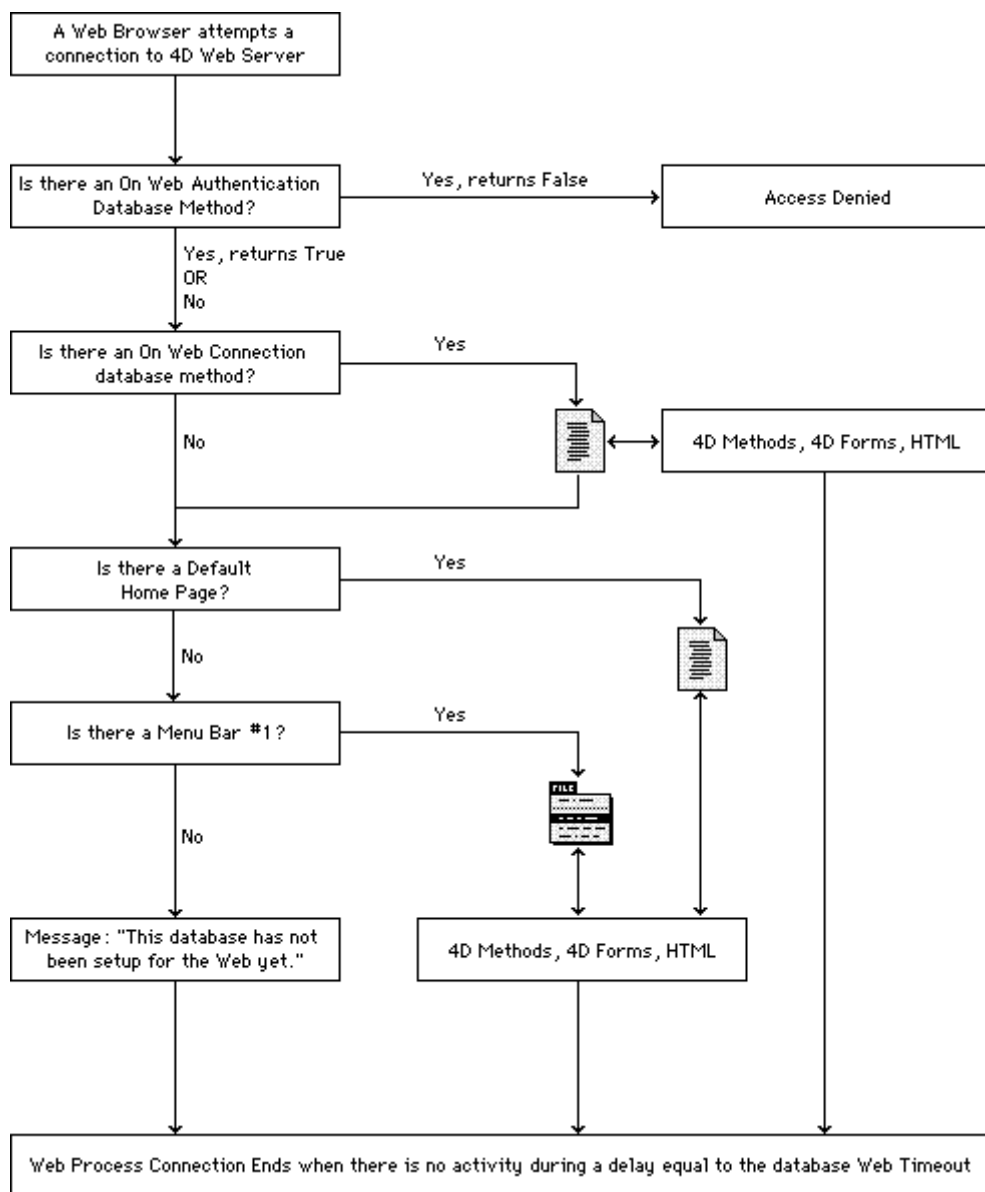 A Web Browser attempts a
connection to 4D Web Server
Is there an On Web Authentication
Database Method?
Yes, returns False
Access Denied
Yes, returns True
OR
No
Is there an On Web Connection
database method?
Yes
No
4D Methods, 4D Forms, HTML
Is there a Default
Home Page?
Yes
No
Is there a Menu Bar #1?
Yes
FILE
No
Message: "This database has not
been setup for the Web yet."
4D Methods, 4D Forms, HTML
Web Process Connection Ends when there is no activity during a delay equal to the database Web Timeout